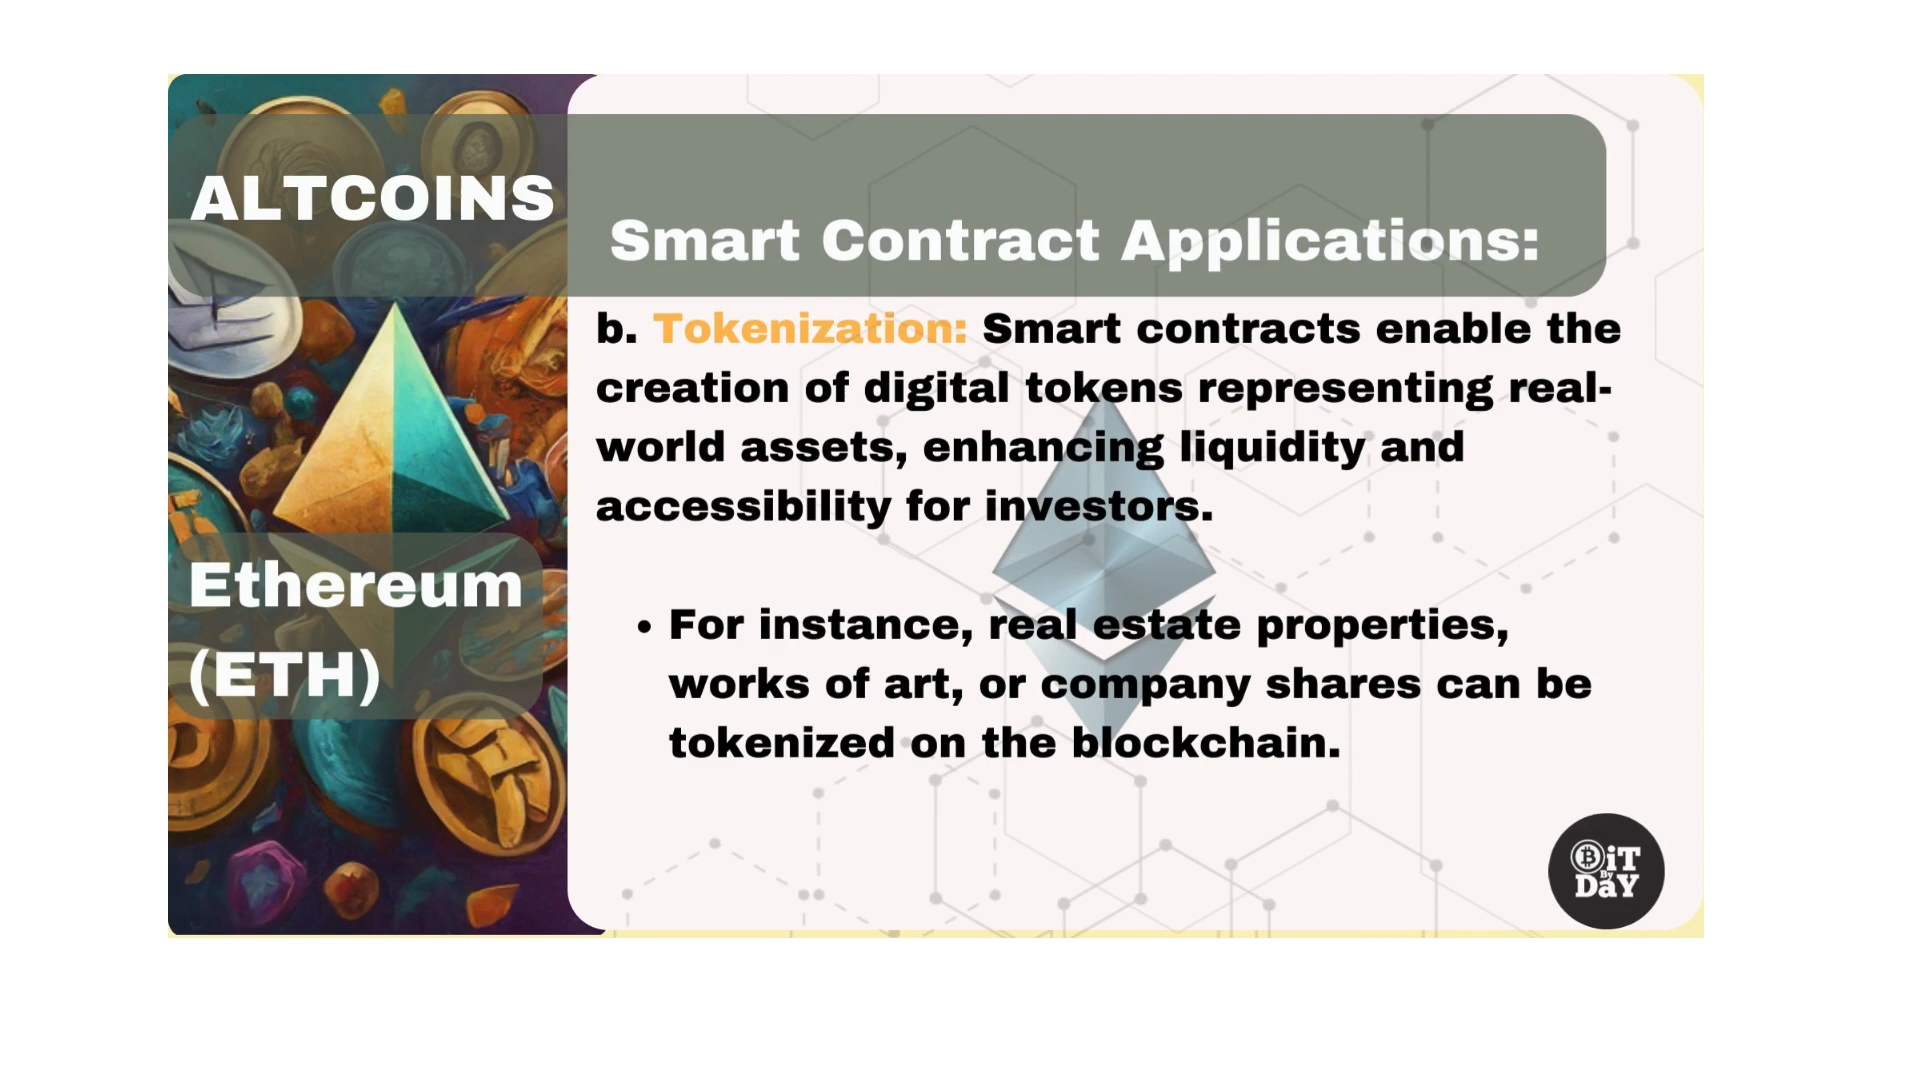 ALTCOINS
Smart Contract Applications:
b. Tokenization: Smart contracts enable the
creation of digital tokens representing real-
world assets, enhancing liquidity and
accessibility for investors.
Ethereum
(ETH)
• For instance, real estate properties,
works of art, or company shares can be
tokenized on the blockchain.
BiT
By
DaY